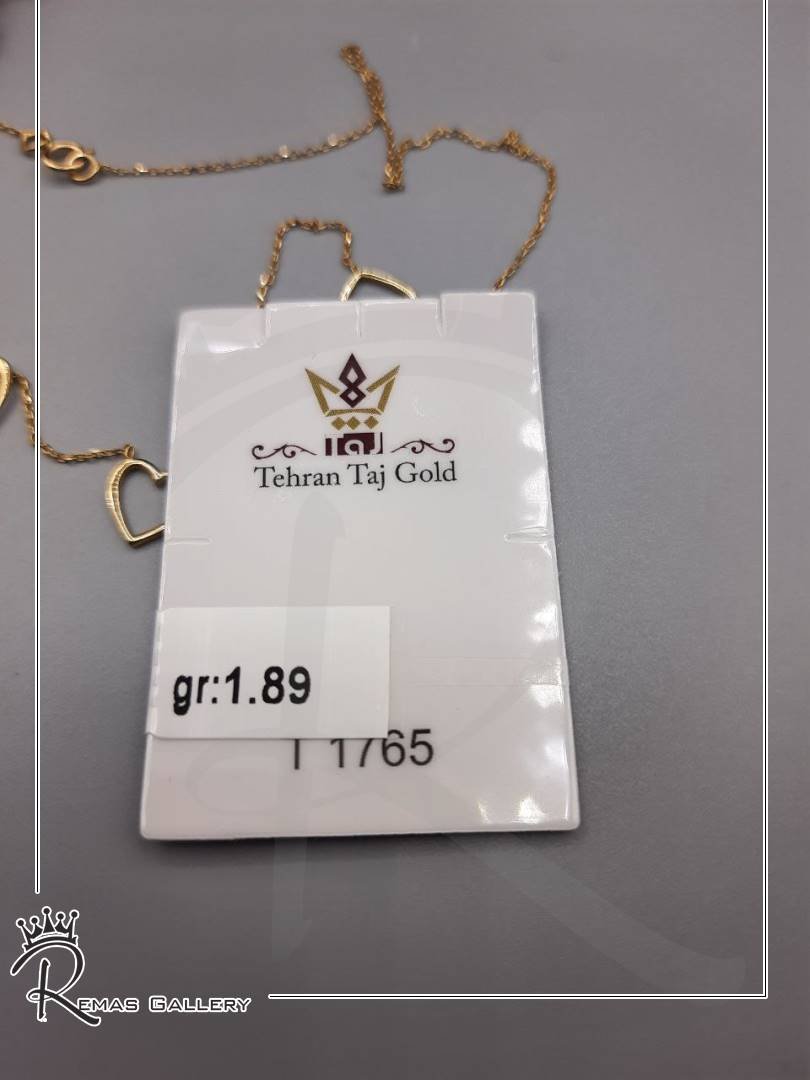 Tehran Taj Gold
gr:1.89
T 1765
REMAS GALLERY